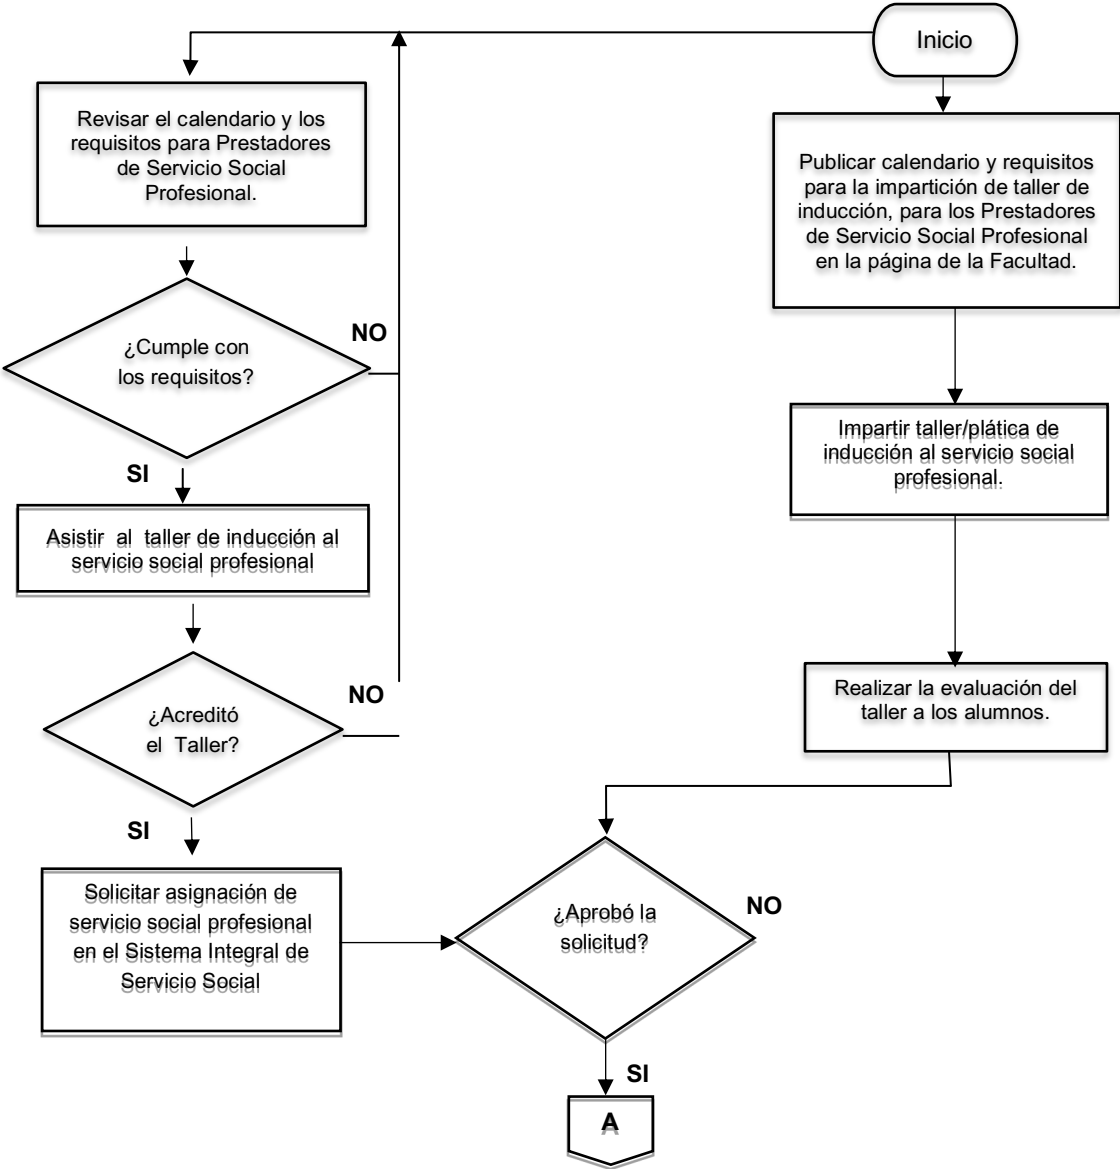 Inicio
Revisar el calendario y los
requisitos para Prestadores
de Servicio Social
Profesional.
Publicar calendario y requisitos
para la impartición de taller de
inducción, para los Prestadores
de Servicio Social Profesional
en la página de la Facultad.
¿Cumple con
los requisitos?
NO
SI
Impartir taller/plática de
inducción al servicio social
profesional.
Asistir al taller de inducción al
servicio social profesional
¿Acreditó
el Taller?
NO
SI
Realizar la evaluación del
taller a los alumnos.
Solicitar asignación de
servicio social profesional
en el Sistema Integral de
Servicio Social
¿Aprobó la
solicitud?
NO
SI
A